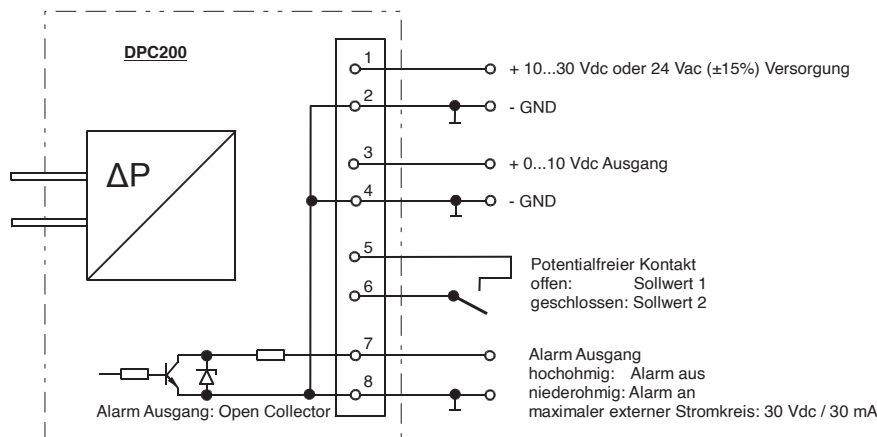 DPC200
ΔP
1
+ 10...30 Vdc oder 24 Vac (±15%) Versorgung
2
- GND
3
+ 0...10 Vdc Ausgang
4
- GND
5
6
Potentialfreier Kontakt
offen: Sollwert 1
geschlossen: Sollwert 2
7
8
Alarm Ausgang
hochohmig: Alarm aus
niederohmig: Alarm an
maximaler externer Stromkreis: 30 Vdc / 30 mA
Alarm Ausgang: Open Collector